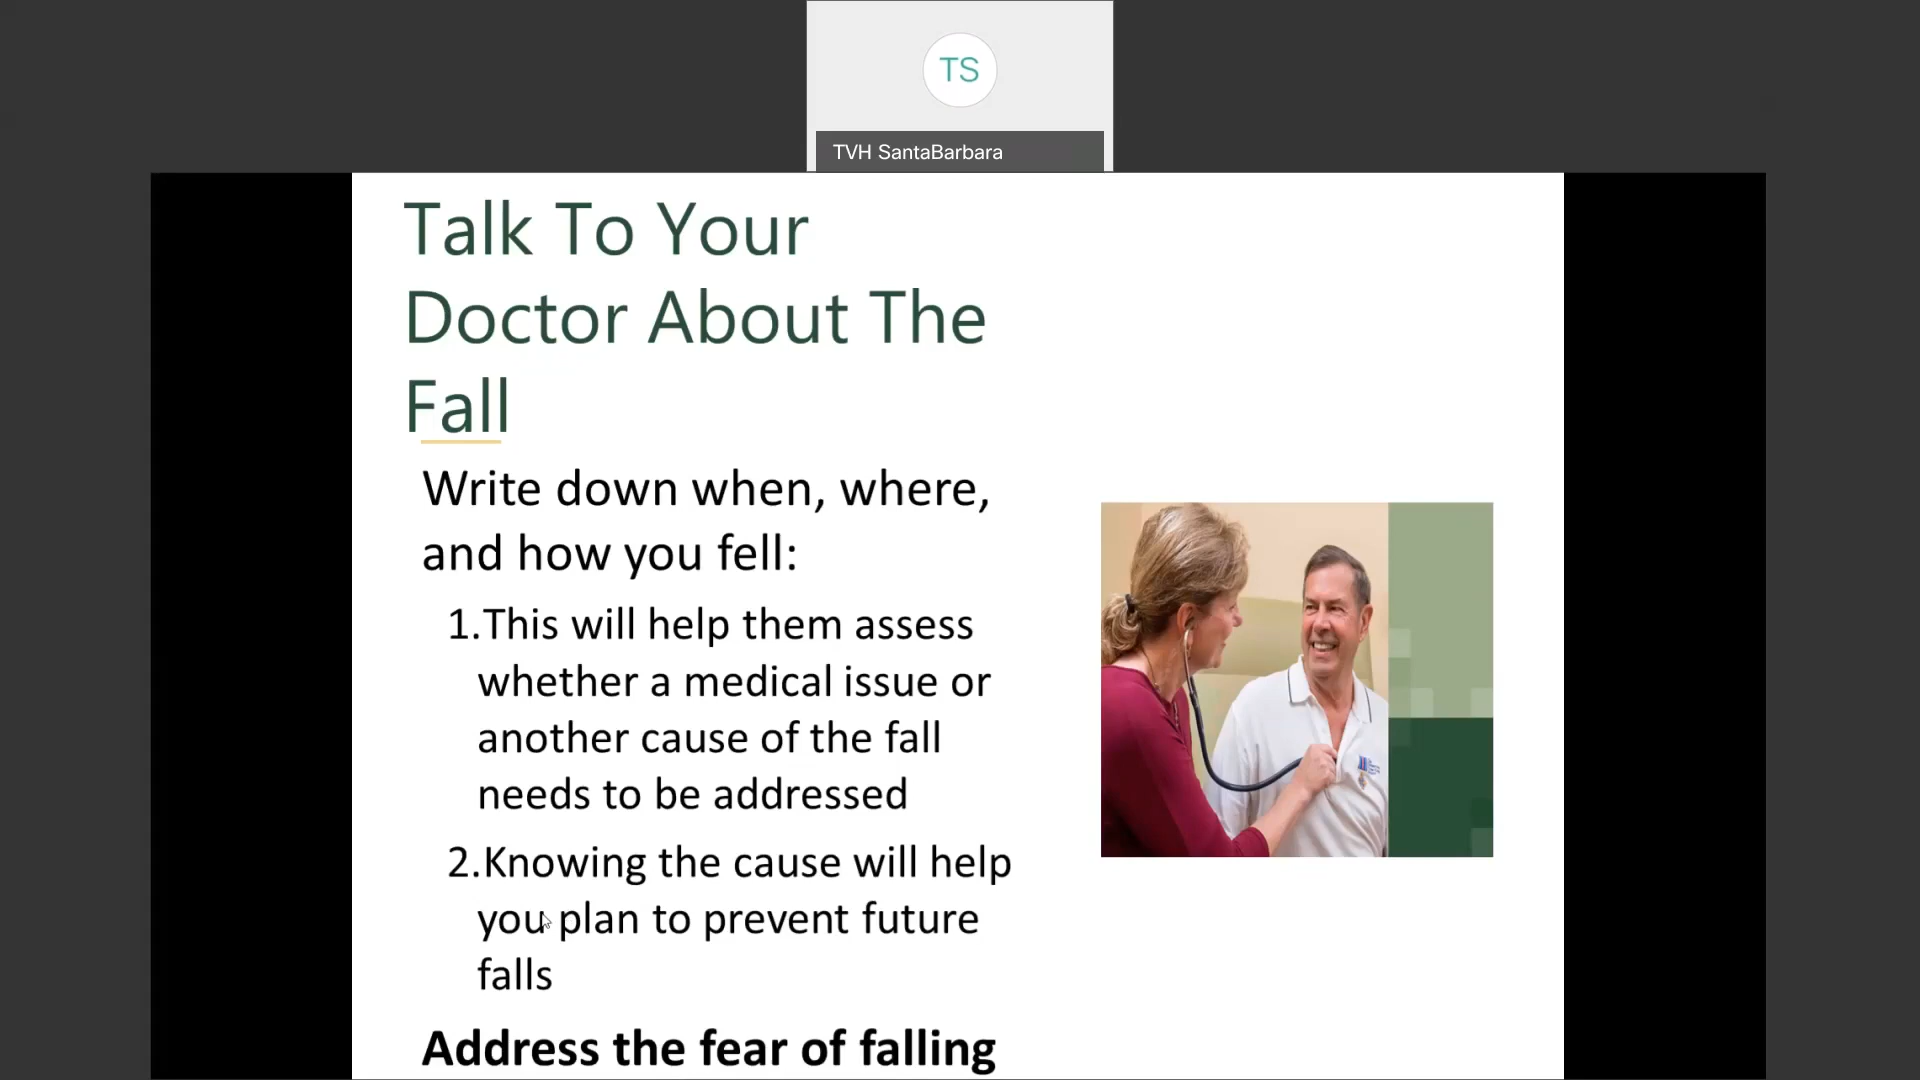 TS
TVH SantaBarbara
Talk To Your
Doctor About The
Fall
Write down when, where,
and how you fell:
1.This will help them assess
whether a medical issue or
another cause of the fall
needs to be addressed
2.Knowing the cause will help
you plan to prevent future
falls
Address the fear of falling